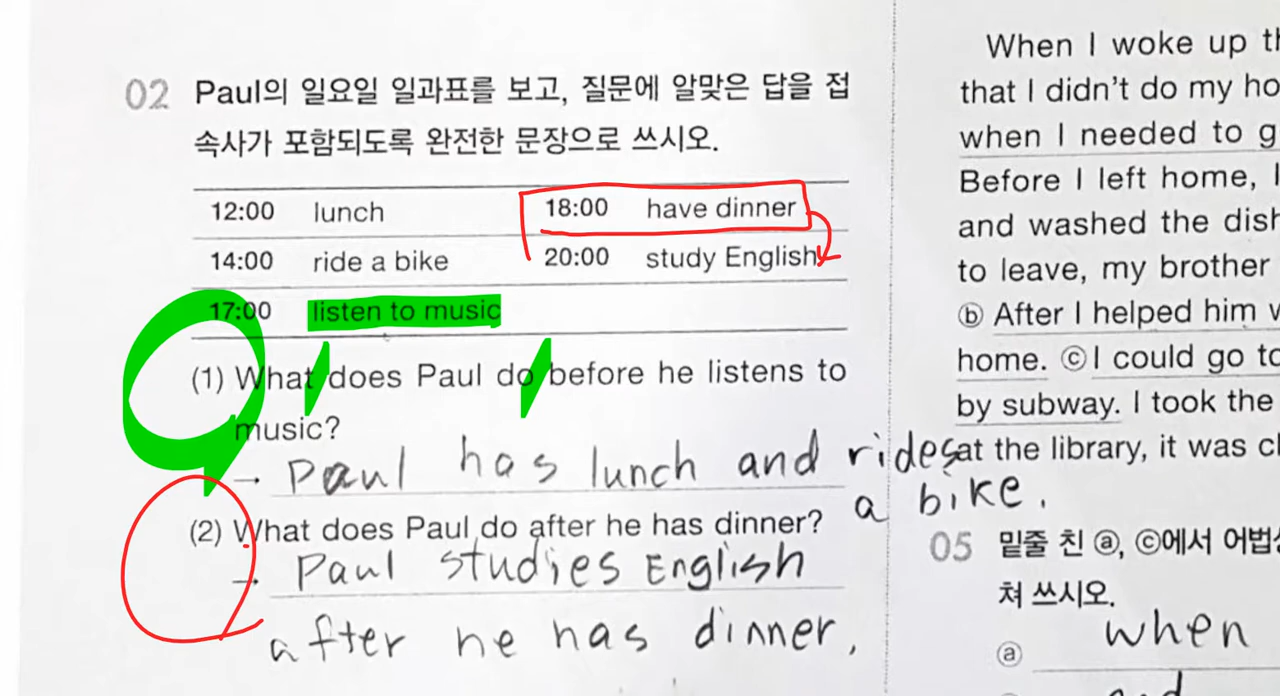 02 Paul의 일요일 일과표를 보고, 질문에 알맞은 답을 접
속사가 포함되도록 완전한 문장으로 쓰시오.
12:00 lunch 18:00 have dinner
14:00 ride a bike 20:00 study English
17:00 listen to music
(1) What does Paul do before he listens to
music?
→ Paul has lunch and rides
a bike.
(2) What does Paul do after he has dinner?
→ Paul studies English
after he has dinner.
When I woke up
that I didn't do my
when I needed to
Before I left home,
and washed the
to leave, my brother
ⓑ After I helped him
home. ⓒ I could go to
by subway. I took the
at the library, it was
05 밑줄 친 ⓐ, ⓒ에서
쳐 쓰시오.
ⓐ when